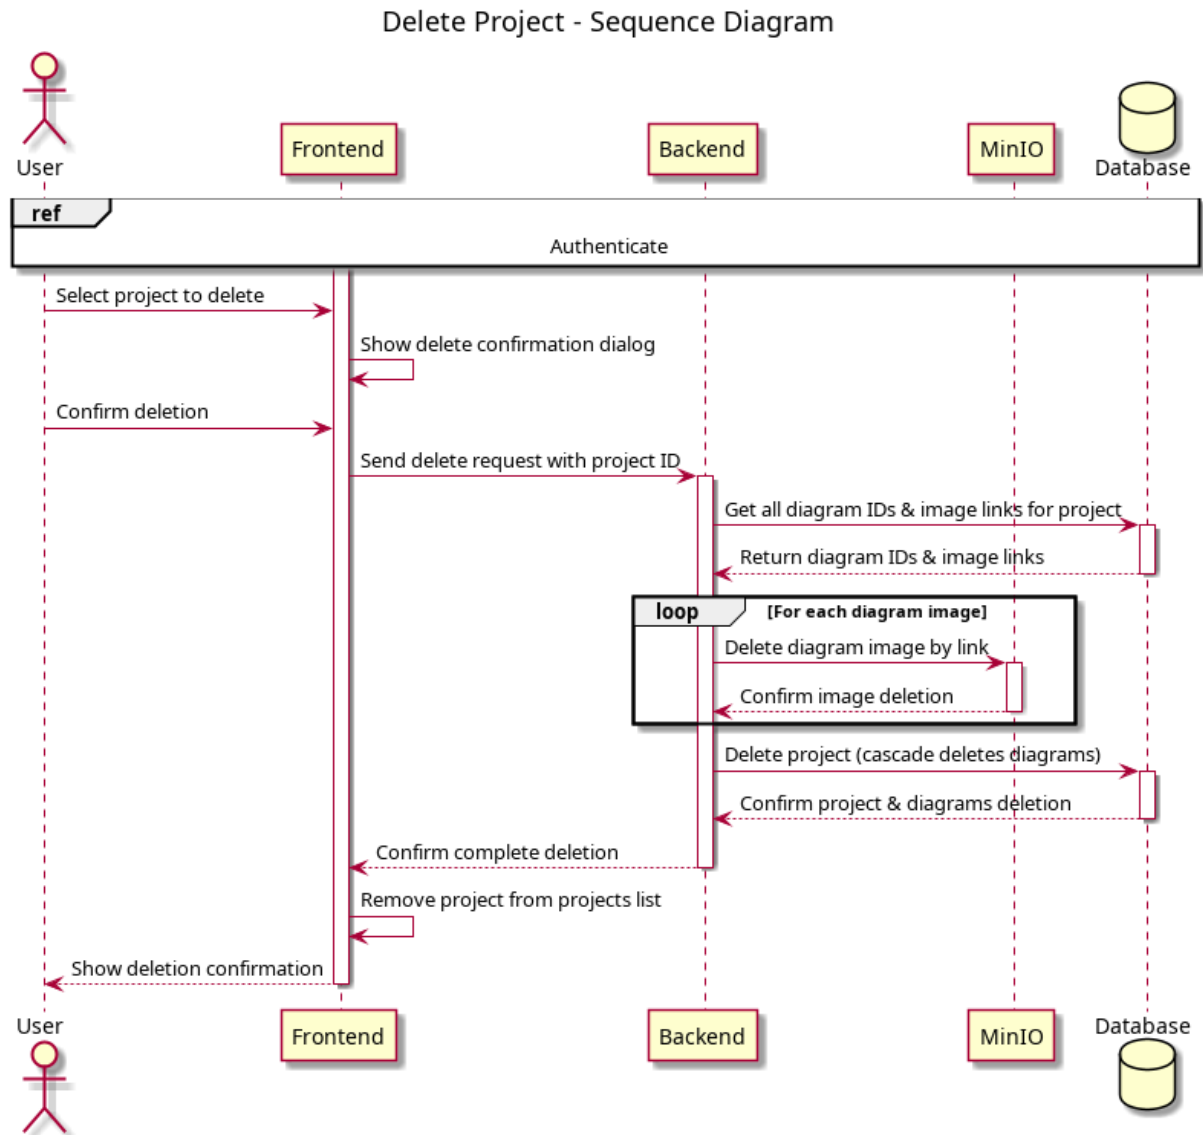 Delete Project - Sequence Diagram
User
Frontend
Backend
MinIO
Database
ref
Authenticate
Select project to delete
Show delete confirmation dialog
Confirm deletion
Send delete request with project ID
Get all diagram IDs & image links for project
Return diagram IDs & image links
loop
[For each diagram image]
Delete diagram image by link
Confirm image deletion
Delete project (cascade deletes diagrams)
Confirm project & diagrams deletion
Confirm complete deletion
Remove project from projects list
Show deletion confirmation
User
Frontend
Backend
MinIO
Database